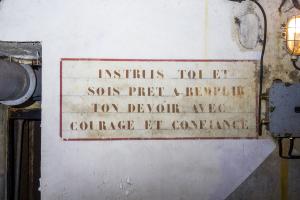 INSTRUIS TOI ET
SOIS PRET A REMPLIR
TON DEVOIR AVEC
COURAGE ET CONFIANCE